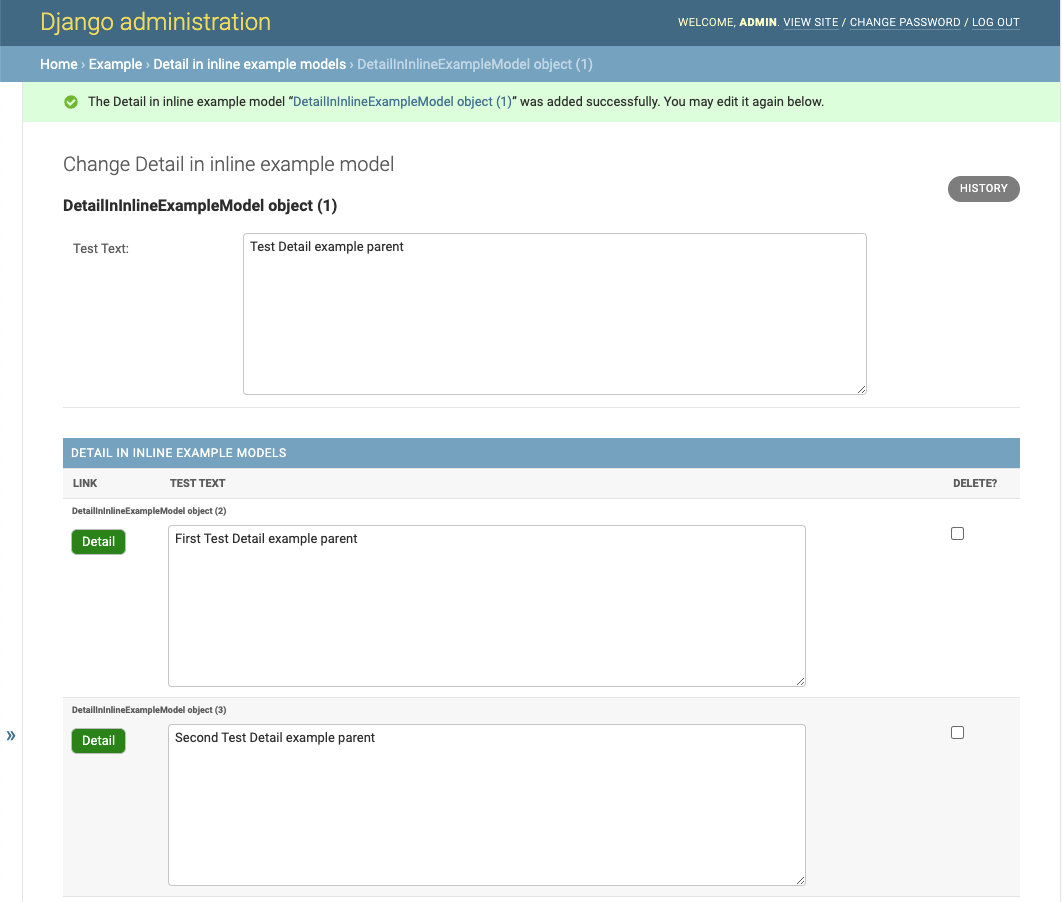 Django administration
WELCOME, ADMIN. VIEW SITE / CHANGE PASSWORD / LOG OUT
Home › Example › Detail in inline example models › DetailInInlineExampleModel object (1)
The Detail in inline example model “DetailInInlineExampleModel object (1)” was added successfully. You may edit it again below.
Change Detail in inline example model
HISTORY
DetailInInlineExampleModel object (1)
Test Text:
Test Detail example parent
DETAIL IN INLINE EXAMPLE MODELS
LINK TEST TEXT DELETE?
DetailInInlineExampleModel object (2)
Detail
First Test Detail example parent
DetailInInlineExampleModel object (3)
»
Detail
Second Test Detail example parent